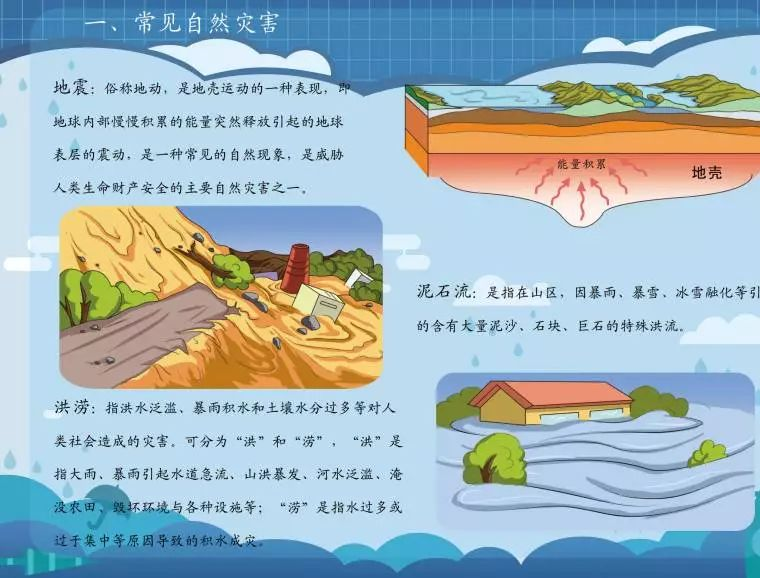 一、常见自然灾害
地震：俗称地动，是地壳运动的一种表现，即
地球内部慢慢积累的能量突然释放引起的地球
表层的震动，是一种常见的自然现象，是威胁
人类生命财产安全的主要自然灾害之一。
能量积累
地壳
泥石流：是指在山区，因暴雨、暴雪、冰雪融化等引
的含有大量泥沙、石块、巨石的特殊洪流。
洪涝：指洪水泛滥、暴雨积水和土壤水分过多等对人
类社会造成的灾害。可分为“洪”和“涝”，“洪”是
指大雨、暴雨引起水道急流、山洪暴发、河水泛滥、淹
没农田、毁坏环境与各种设施等；“涝”是指水过多或
过于集中等原因导致的积水成灾。